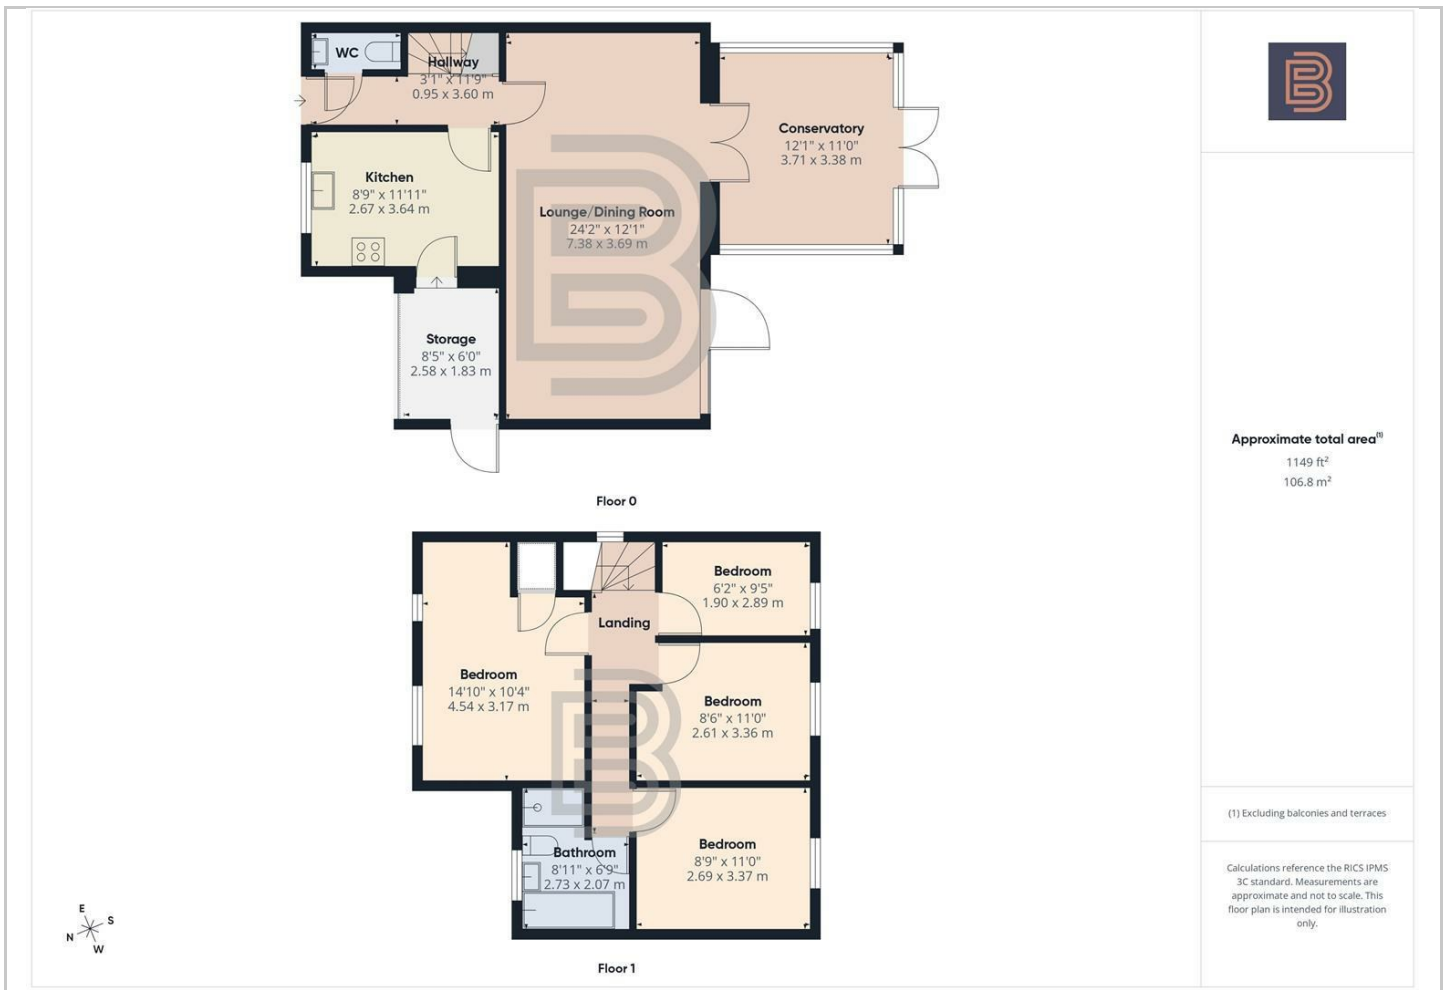 WC
Hallway
3'1" x 11'9"
0.95 x 3.60 m
Kitchen
8'9" x 11'11"
2.67 x 3.64 m
Lounge/Dining Room
24'2" x 12'1"
7.38 x 3.69 m
Conservatory
12'1" x 11'0"
3.71 x 3.38 m
Storage
8'5" x 6'0"
2.58 x 1.83 m
Floor 0
Bedroom
6'2" x 9'5"
1.90 x 2.89 m
Landing
Bedroom
14'10" x 10'4"
4.54 x 3.17 m
Bedroom
8'6" x 11'0"
2.61 x 3.36 m
Bathroom
8'11" x 6'9"
2.73 x 2.07 m
Bedroom
8'9" x 11'0"
2.69 x 3.37 m
Floor 1
E
S
N
W
B
Approximate total area(1)
1149 ft²
106.8 m²
(1) Excluding balconies and terraces
Calculations reference the RICS IPMS
3C standard. Measurements are
approximate and not to scale. This
floor plan is intended for illustration
only.